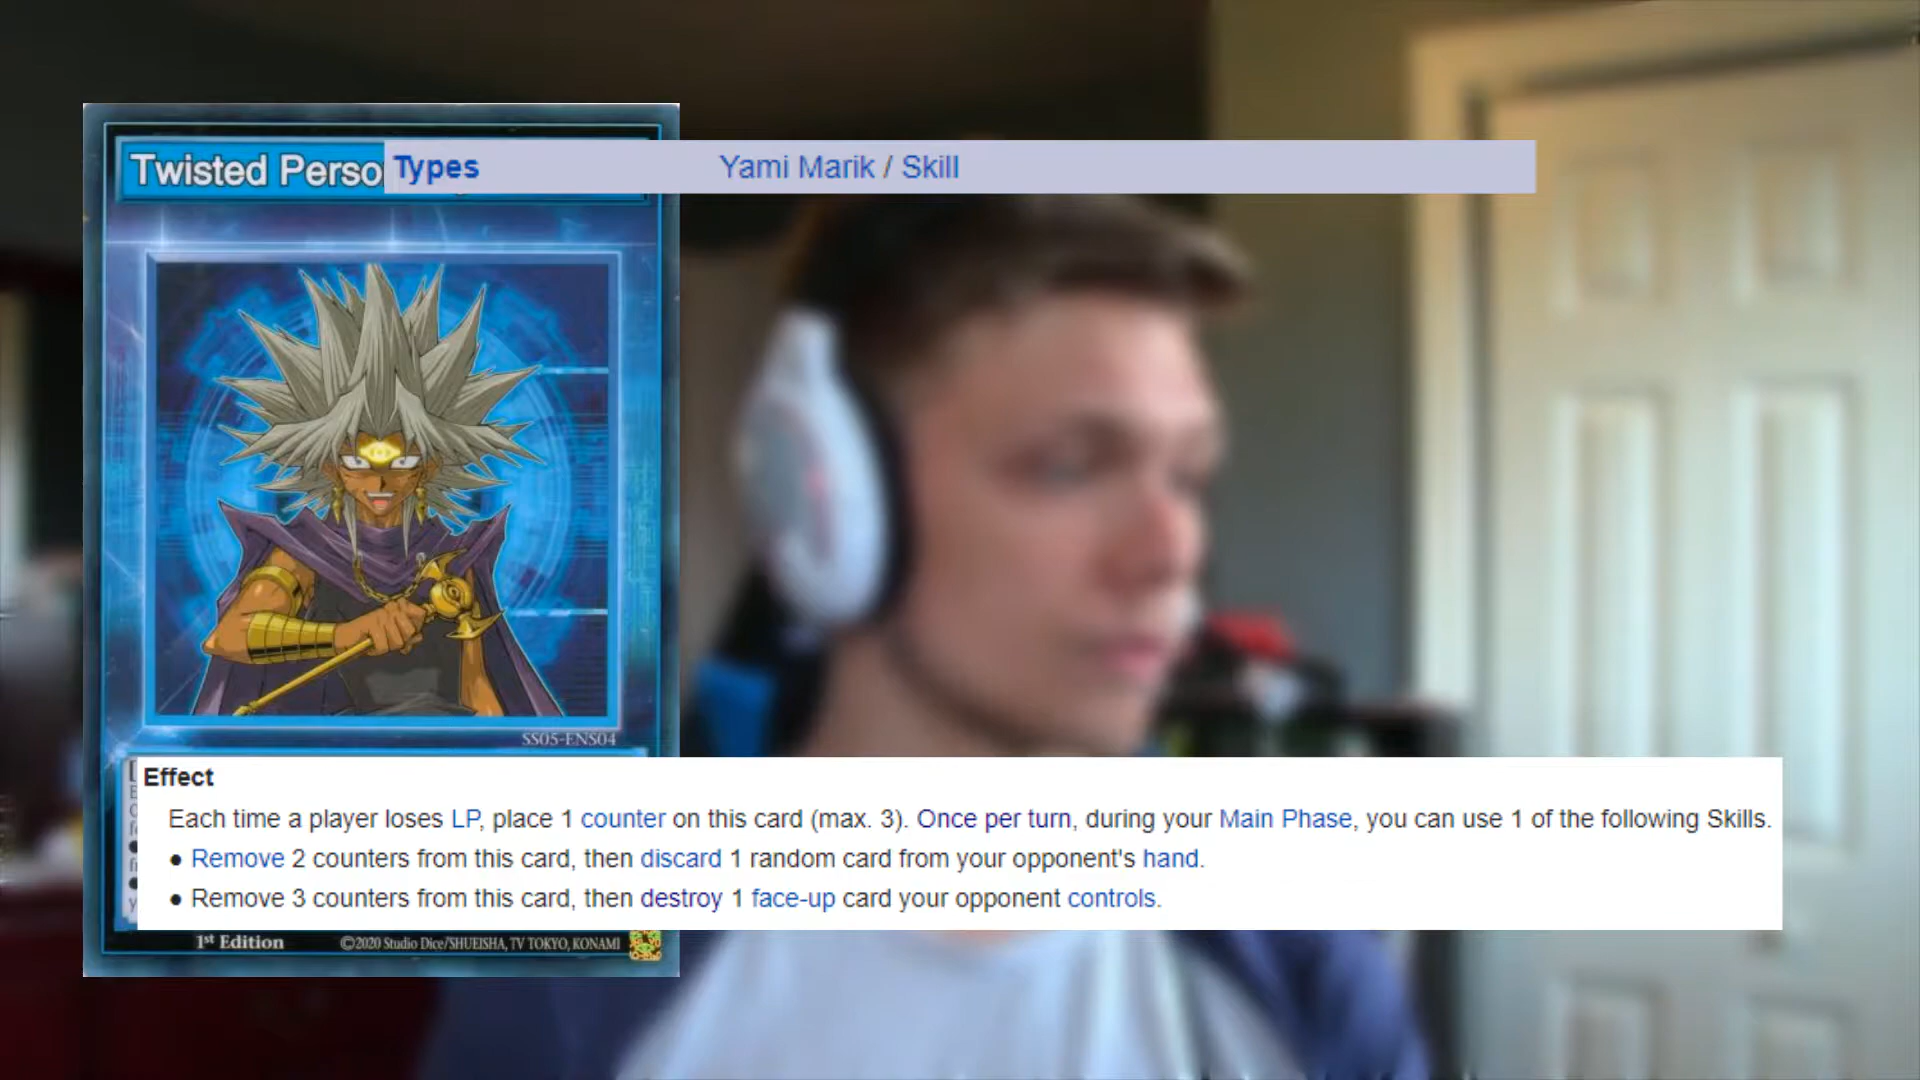 Twisted Perso
Types Yami Marik / Skill
SS05-ENS04
Effect
Each time a player loses LP, place 1 counter on this card (max. 3). Once per turn, during your Main Phase, you can use 1 of the following Skills.
● Remove 2 counters from this card, then discard 1 random card from your opponent's hand.
● Remove 3 counters from this card, then destroy 1 face-up card your opponent controls.
1st Edition ©2020 Studio Dice/SHUEISHA, TV TOKYO, KONAMI